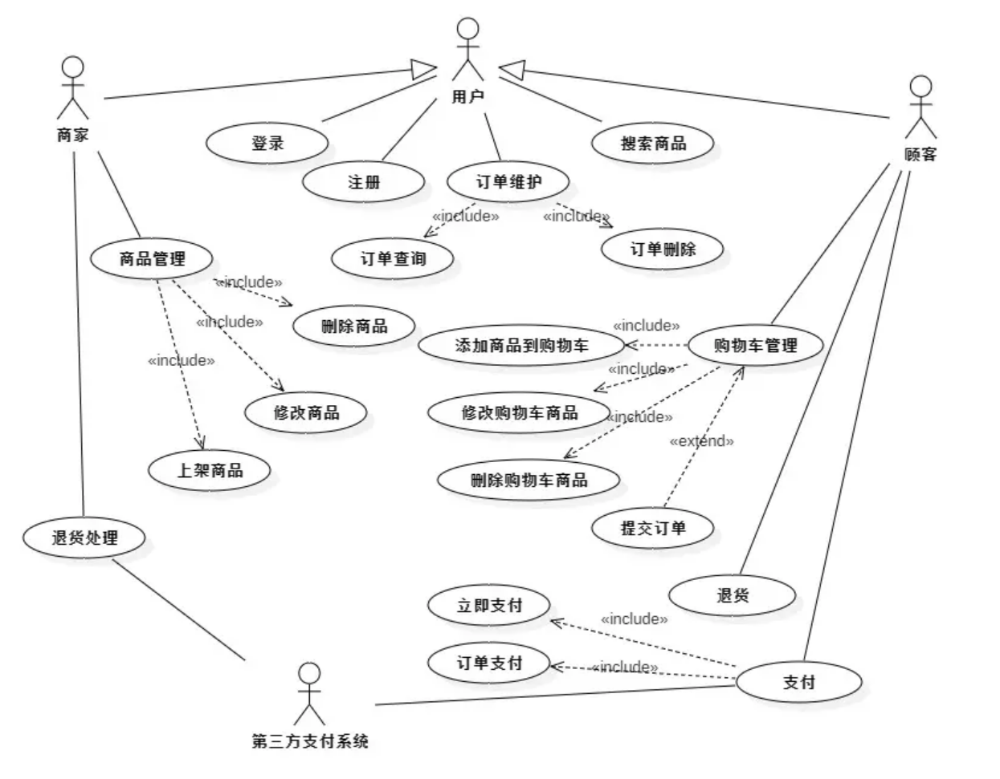 用户
商家
顾客
登录
搜索商品
注册
订单维护
«include»
«include»
订单查询
订单删除
商品管理
«include»
«include»
«include»
删除商品
修改商品
上架商品
添加商品到购物车
«include»
购物车管理
«include»
修改购物车商品
«include»
«extend»
删除购物车商品
提交订单
退货处理
退货
立即支付
«include»
订单支付
«include»
支付
第三方支付系统